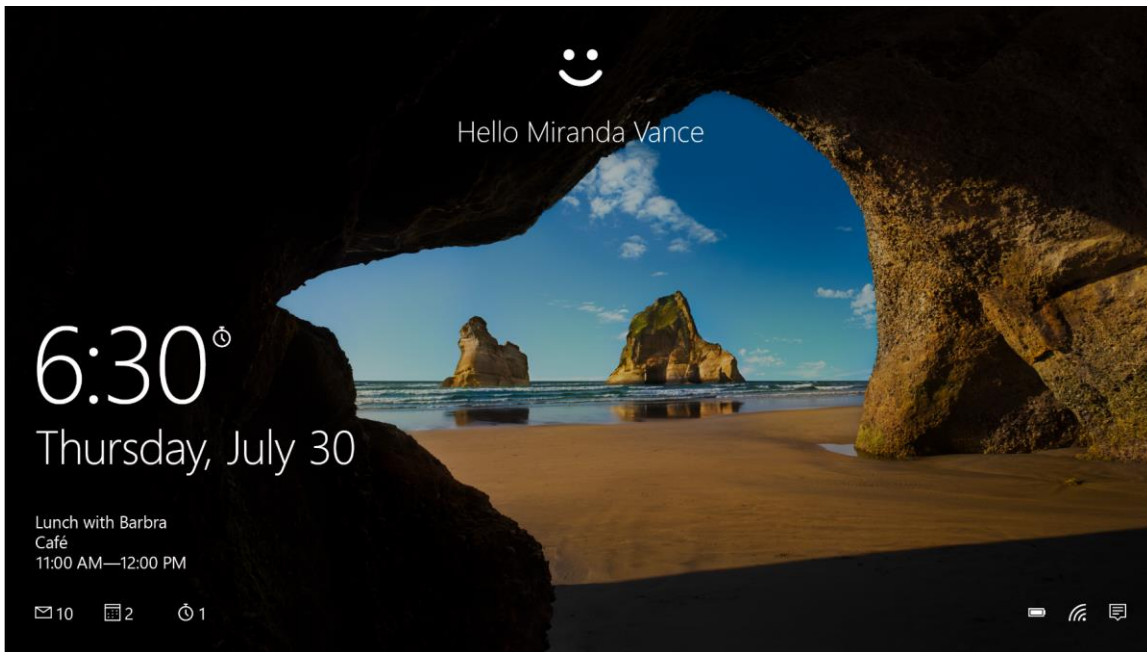 Hello Miranda Vance
6:30
Thursday, July 30
Lunch with Barbra
Café
11:00 AM—12:00 PM
10 2 1